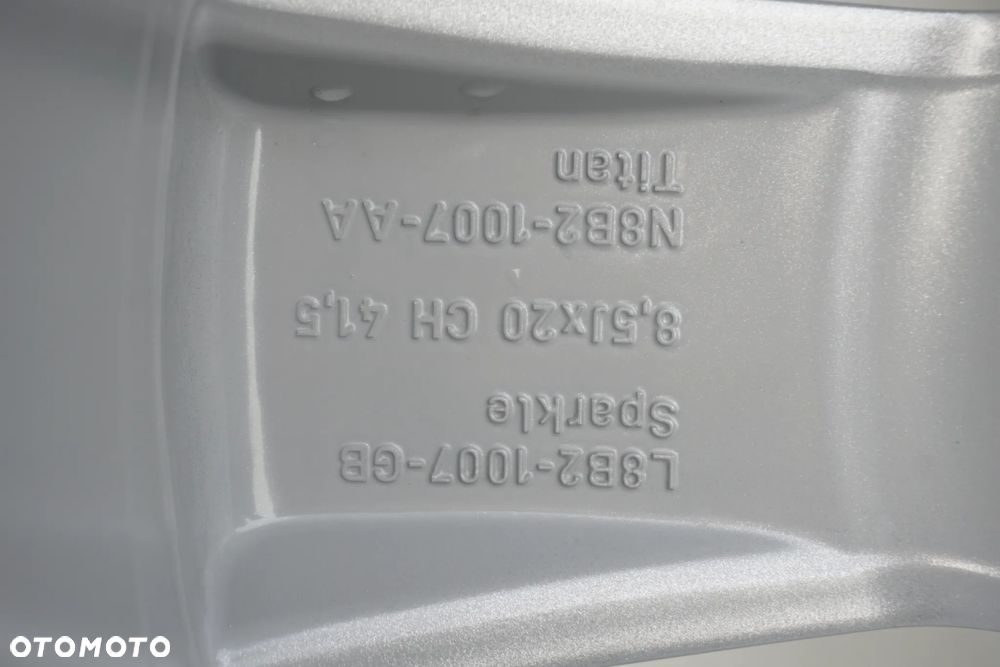 L8B2-1007-GB
Sparkle
8,5Jx20 CH 41,5
N8B2-1007-AA
Titan
OTOMOTO